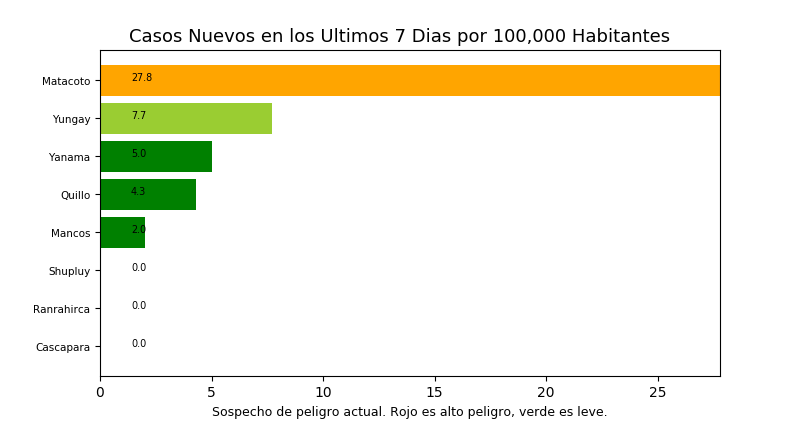 Casos Nuevos en los Ultimos 7 Dias por 100,000 Habitantes
Matacoto 27.8
Yungay 7.7
Yanama 5.0
Quillo 4.3
Mancos 2.0
Shupluy 0.0
Ranrahirca 0.0
Cascapara 0.0
0 5 10 15 20 25
Sospecho de peligro actual. Rojo es alto peligro, verde es leve.